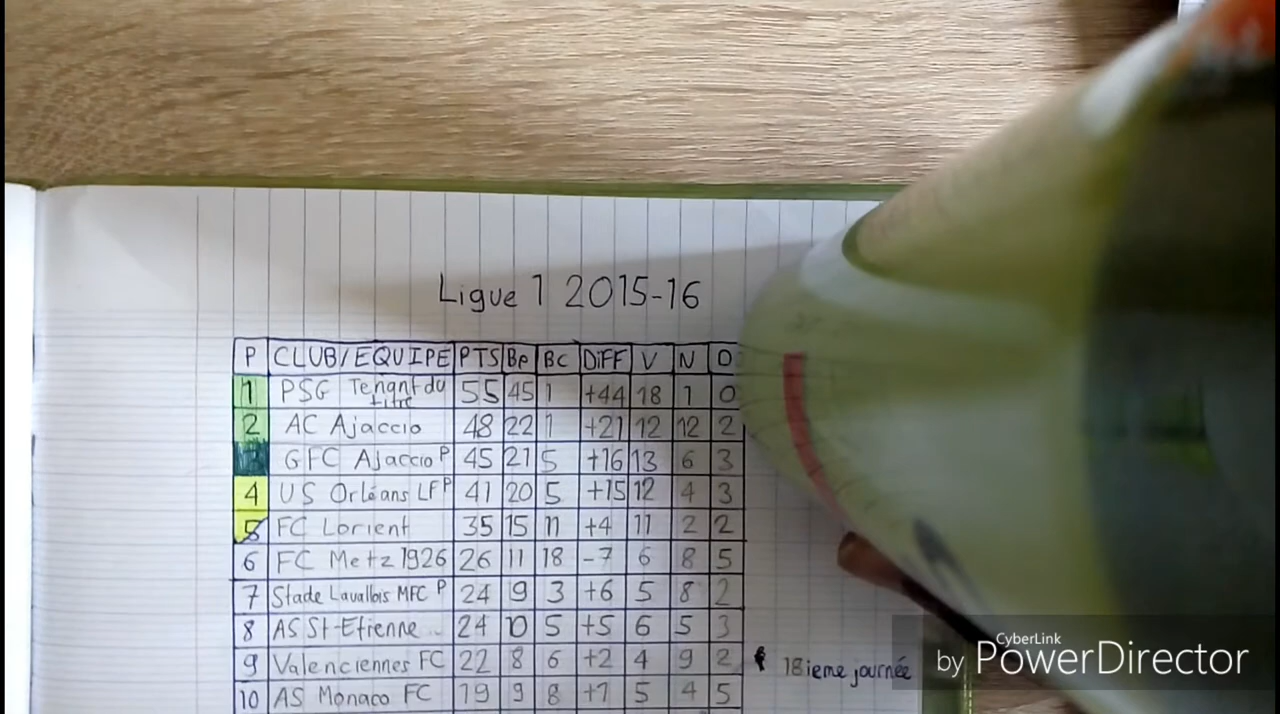 Ligue 1 2015-16
P CLUB/EQUIPE PTS Bp BC DIFF V N D
1 PSG Tenant du titre 55 45 1 +44 18 1 0
2 AC Ajaccio 48 22 1 +21 12 12 2
GFC Ajaccio P 45 21 5 +16 13 6 3
4 US Orléans LF P 41 20 5 +15 12 4 3
5 FC Lorient 35 15 11 +4 11 2 2
6 FC Metz 1926 26 11 18 -7 6 8 5
7 Stade Lavallois MFC P 24 9 3 +6 5 8 2
8 AS St-Etienne 24 10 5 +5 6 5 3
9 Valenciennes FC 22 8 6 +2 4 9 2
18ieme journée
10 AS Monaco FC 19 9 8 +1 5 4 5
CyberLink
by PowerDirector